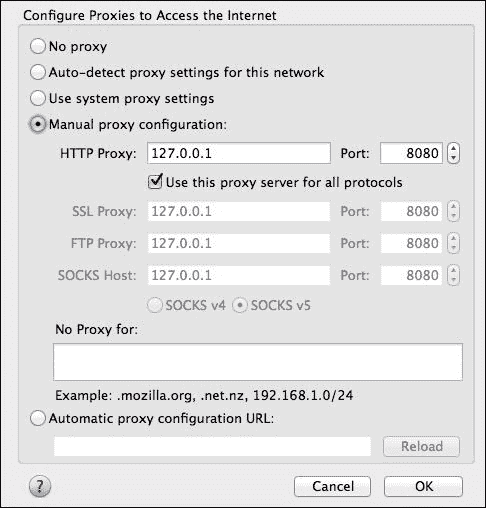 Configure Proxies to Access the Internet
No proxy
Auto-detect proxy settings for this network
Use system proxy settings
Manual proxy configuration:
HTTP Proxy: 127.0.0.1 Port: 8080
Use this proxy server for all protocols
SSL Proxy: 127.0.0.1 Port: 8080
FTP Proxy: 127.0.0.1 Port: 8080
SOCKS Host: 127.0.0.1 Port: 8080
SOCKS v4 SOCKS v5
No Proxy for:
Example: .mozilla.org, .net.nz, 192.168.1.0/24
Automatic proxy configuration URL:
Reload
? Cancel OK